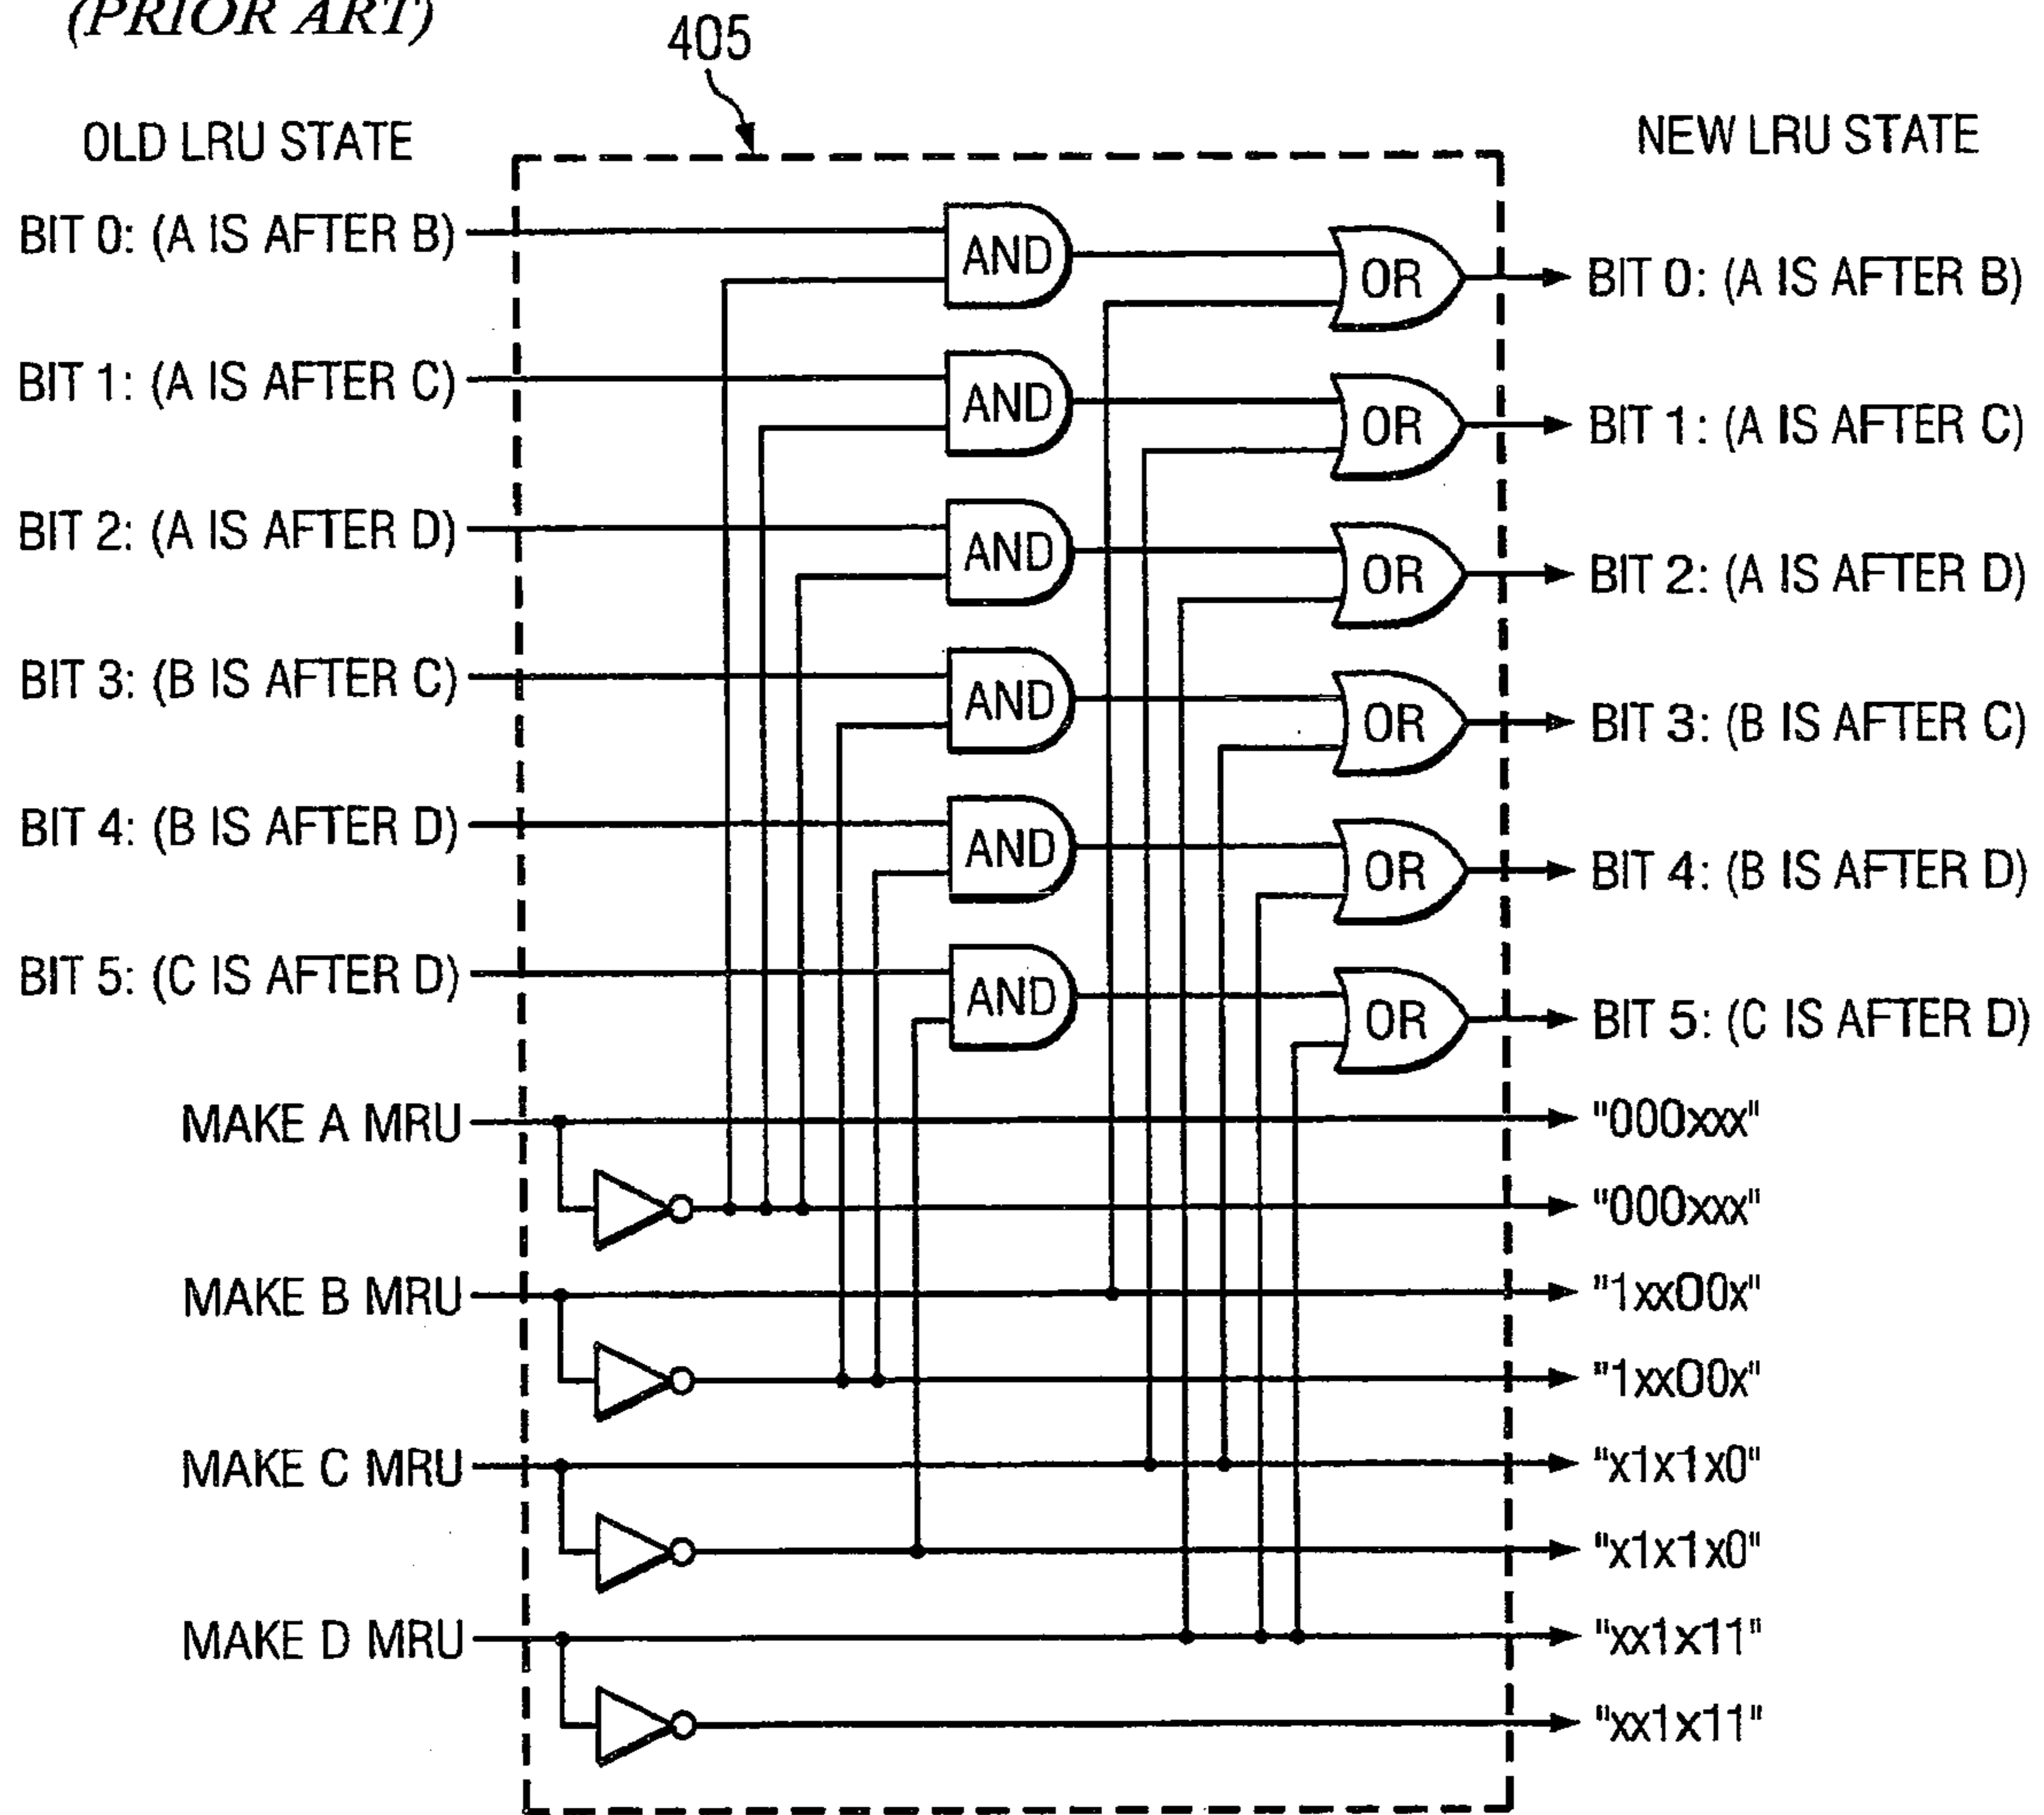 (PRIOR ART)
405
OLD LRU STATE
NEW LRU STATE
BIT 0: (A IS AFTER B)
AND
OR
BIT 0: (A IS AFTER B)
BIT 1: (A IS AFTER C)
AND
OR
BIT 1: (A IS AFTER C)
BIT 2: (A IS AFTER D)
AND
OR
BIT 2: (A IS AFTER D)
BIT 3: (B IS AFTER C)
AND
OR
BIT 3: (B IS AFTER C)
BIT 4: (B IS AFTER D)
AND
OR
BIT 4: (B IS AFTER D)
BIT 5: (C IS AFTER D)
AND
OR
BIT 5: (C IS AFTER D)
MAKE A MRU
"000xxx"
"000xxx"
MAKE B MRU
"1xx00x"
"1xx00x"
MAKE C MRU
"x1x1x0"
"x1x1x0"
MAKE D MRU
"xx1x11"
"xx1x11"